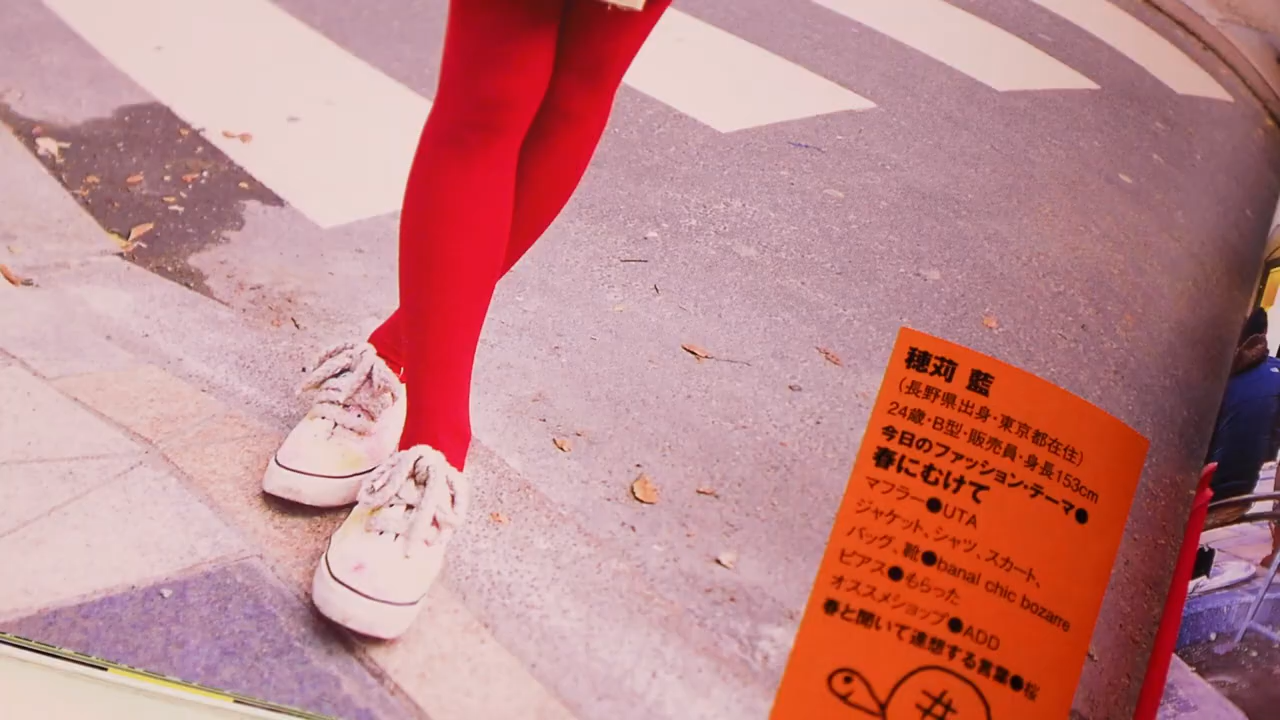 穂苅 藍
(長野県出身・東京都在住)
24歳・B型・販売員・身長153cm
今日のファッション・テーマ●
春にむけて
マフラー●UTA
ジャケット、シャツ、スカート、
バッグ、靴●banal chic bizarre
ピアス●もらった
オススメショップ●ADD
春と聞いて連想する言葉●桜